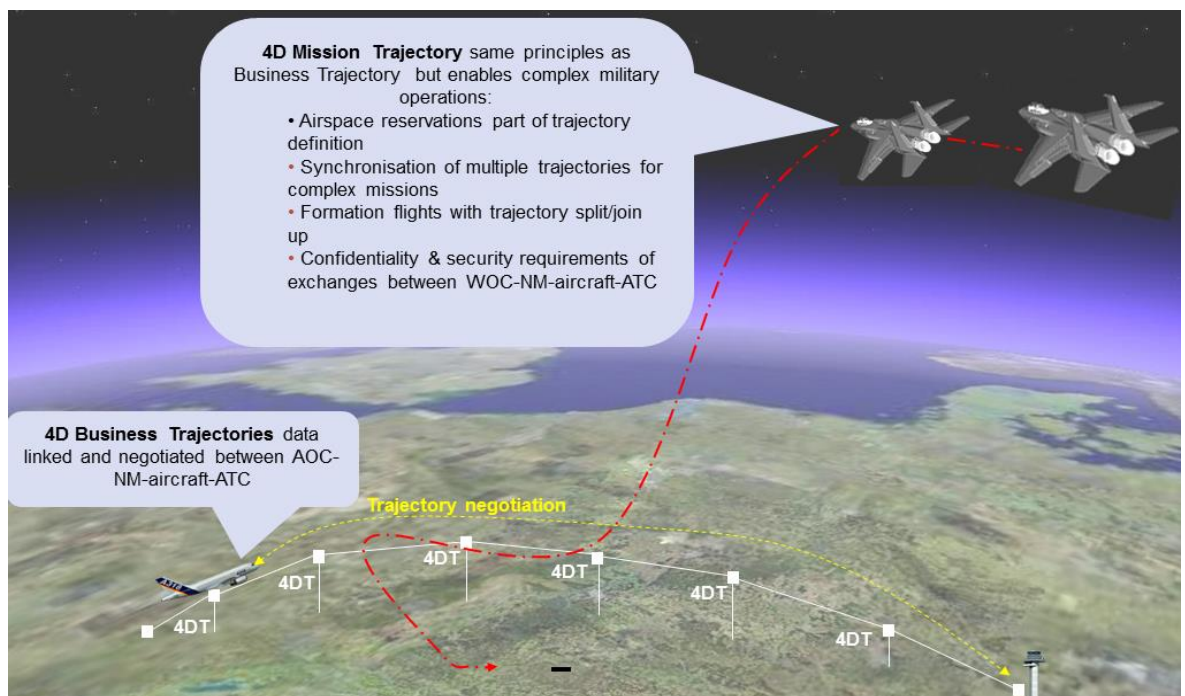 4D Mission Trajectory same principles as
Business Trajectory but enables complex military
operations:
• Airspace reservations part of trajectory
definition
• Synchronisation of multiple trajectories for
complex missions
• Formation flights with trajectory split/join
up
• Confidentiality & security requirements of
exchanges between WOC-NM-aircraft-ATC
4D Business Trajectories data
linked and negotiated between AOC-
NM-aircraft-ATC
Trajectory negotiation
4DT
4DT
4DT
4DT
4DT
4DT